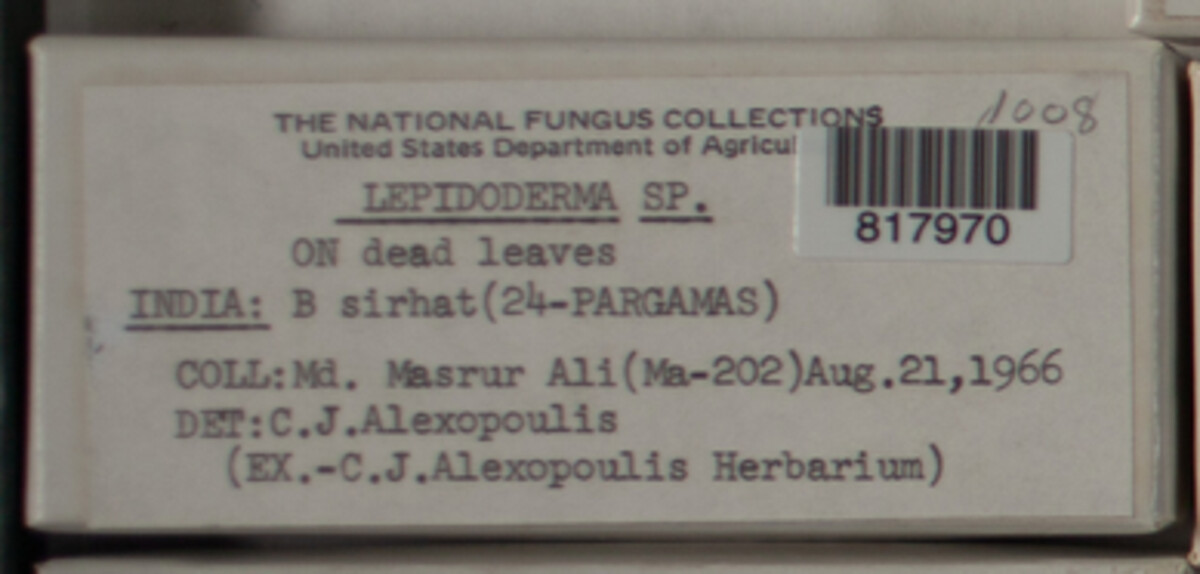 THE NATIONAL FUNGUS COLLECTIONS
1008
United States Department of Agricul
LEPIDODERMA SP.
817970
ON dead leaves
INDIA: B sirhat(24-PARGAMAS)
COLL:Md. Masrur Ali(Ma-202)Aug.21,1966
DET:C.J.Alexopoulis
(EX.-C.J.Alexopoulis Herbarium)